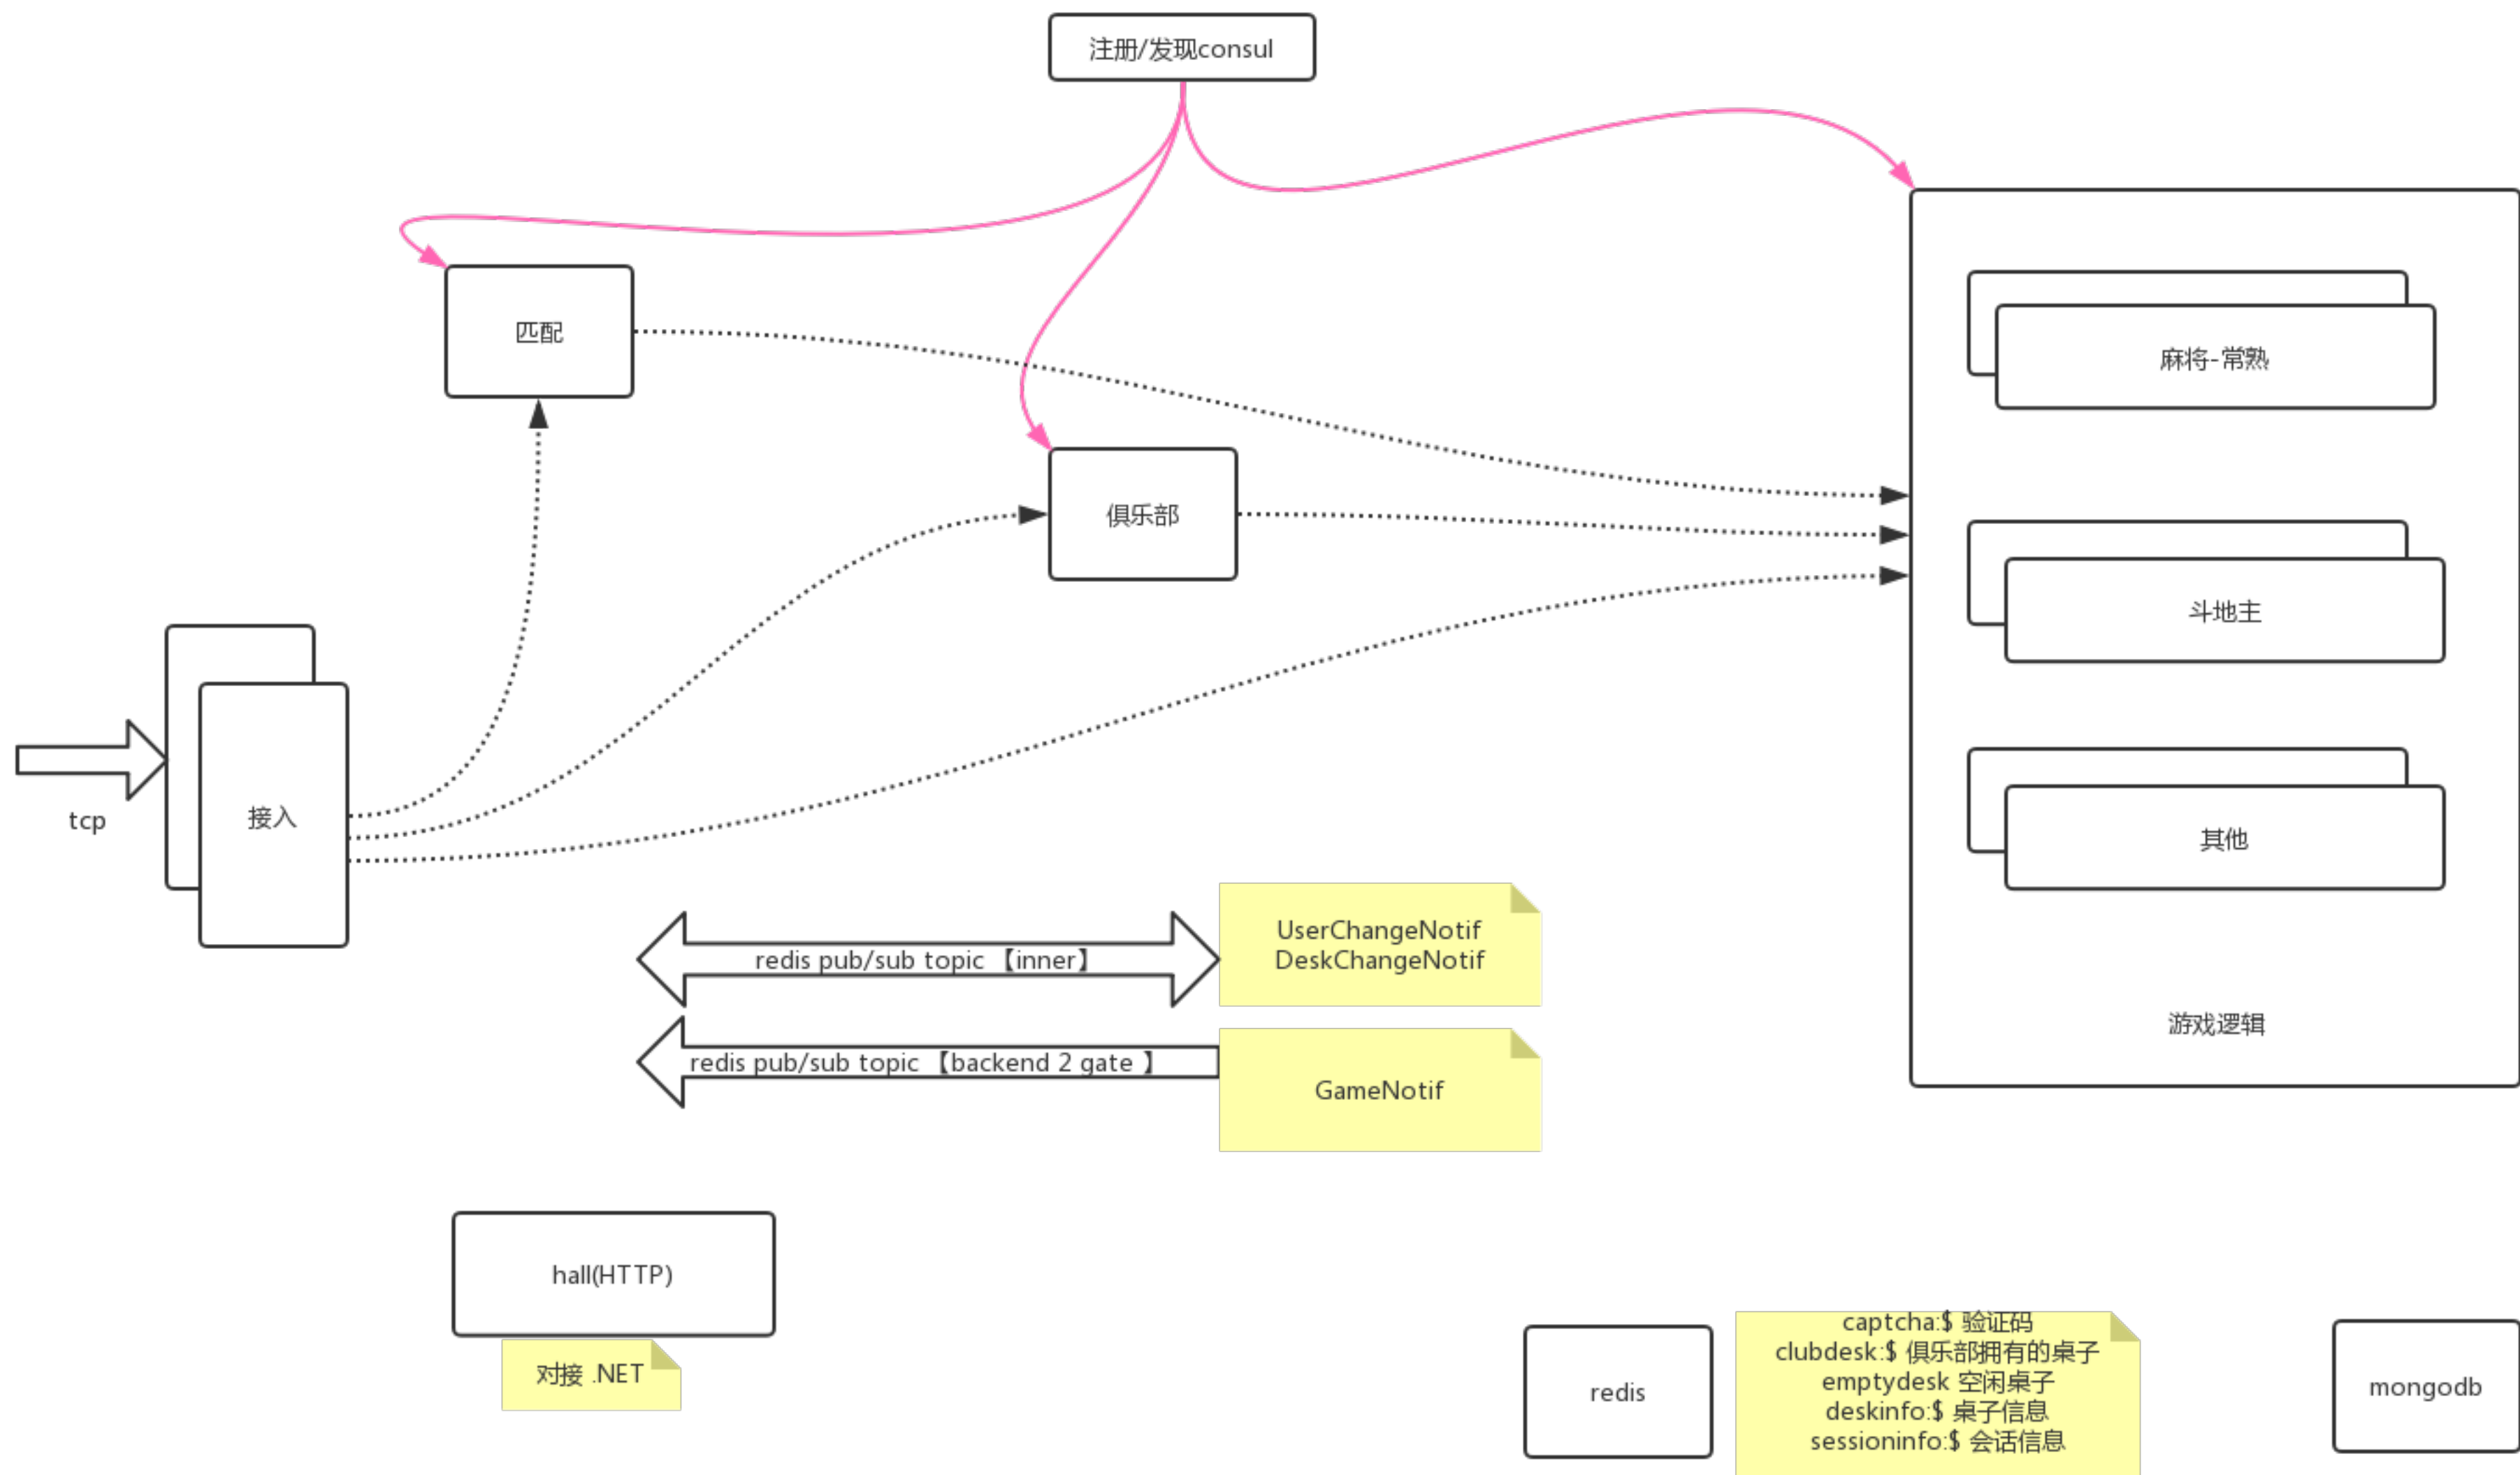 注册/发现consul
匹配
麻将-常熟
俱乐部
斗地主
接入
tcp
其他
UserChangeNotif
DeskChangeNotif
redis pub/sub topic 【inner】
游戏逻辑
redis pub/sub topic 【backend 2 gate 】
GameNotif
hall(HTTP)
对接 .NET
redis
captcha:$ 验证码
clubdesk:$ 俱乐部拥有的桌子
emptydesk 空闲桌子
deskinfo:$ 桌子信息
sessioninfo:$ 会话信息
mongodb